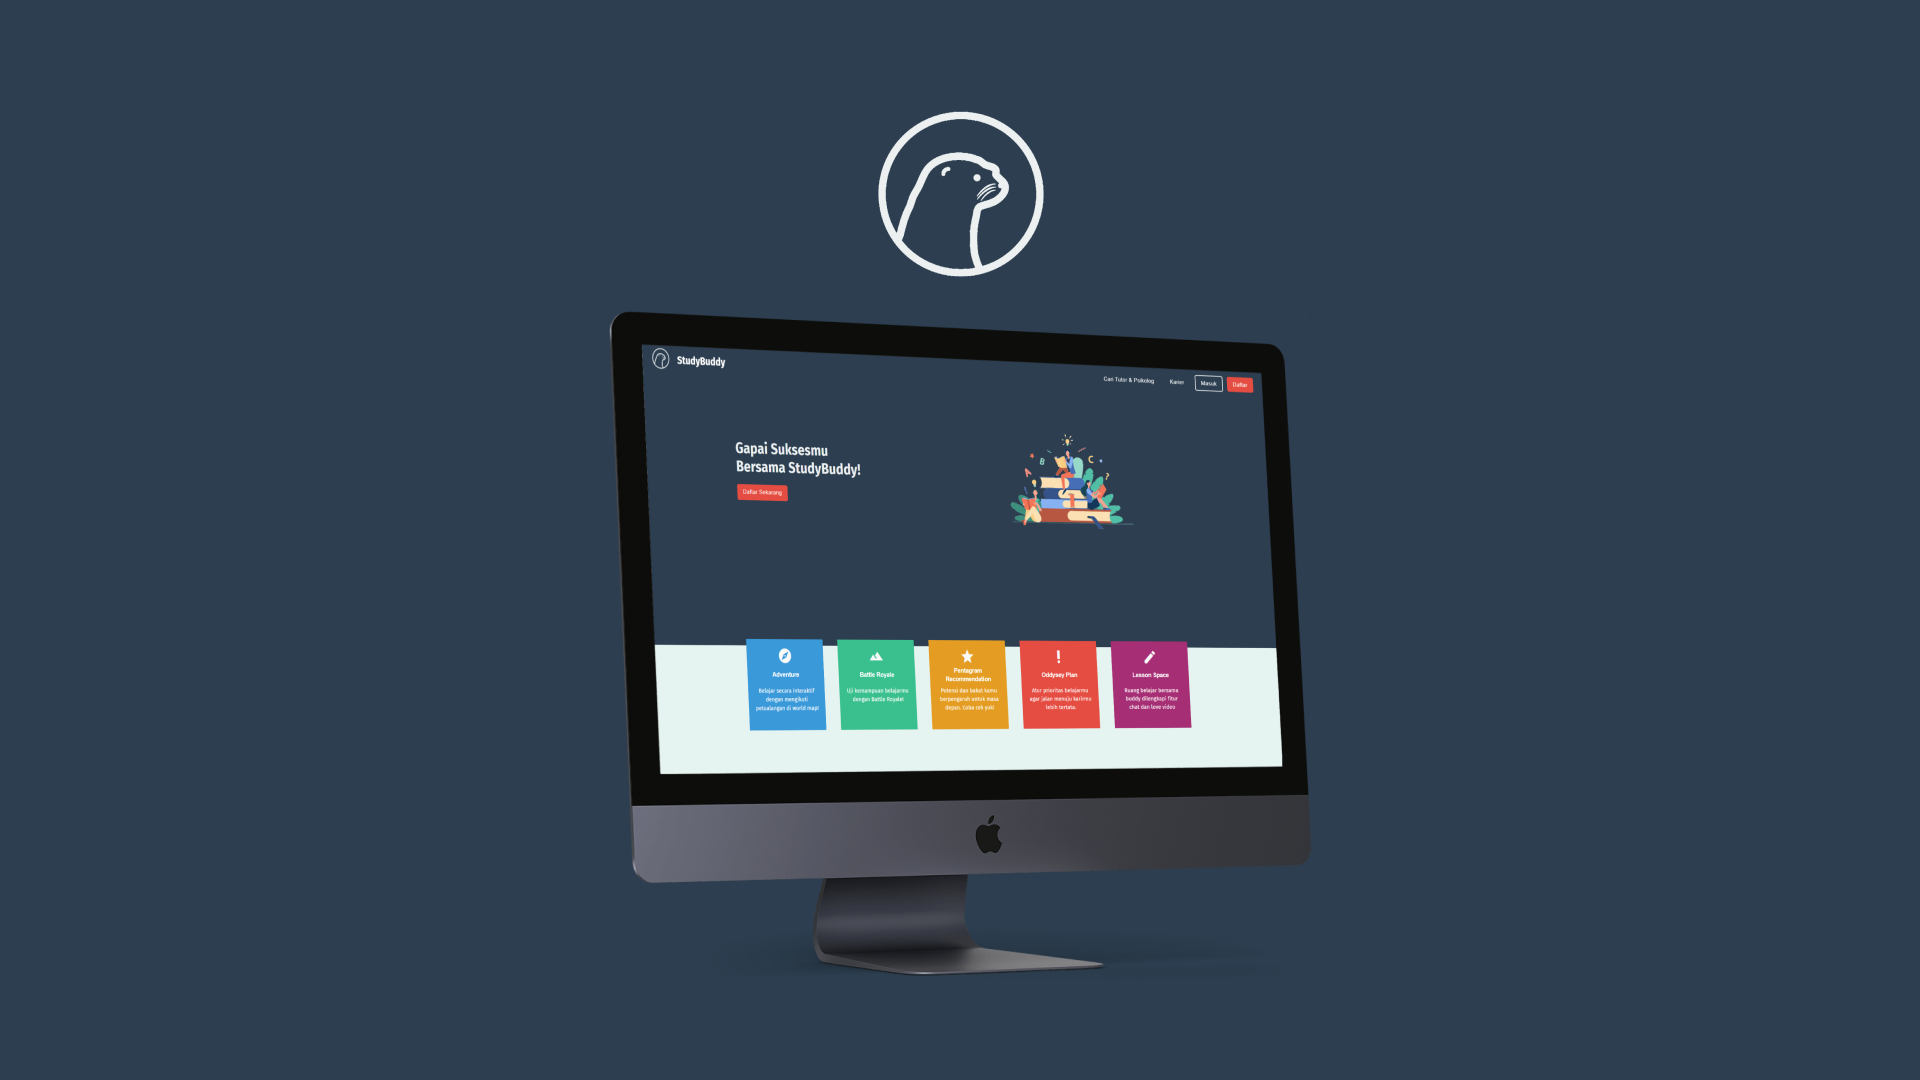 StudyBuddy
Cari Tutor & Psikolog
Karier
Masuk
Daftar
Gapai Suksesmu
Bersama StudyBuddy!
Daftar Sekarang
A
B
C
?
Adventure
Belajar secara interaktif
dengan mengikuti
petualangan di world map!
Battle Royale
Uji kemampuan belajarmu
dengan Battle Royale!
Pentagram
Recommendation
Potensi dan bakat kamu
berpengaruh untuk masa
depan. Coba cek yuk!
Oddysey Plan
Atur prioritas belajarmu
agar jalan menuju karirmu
lebih tertata.
Lesson Space
Ruang belajar bersama
buddy dilengkapi fitur
chat dan love video